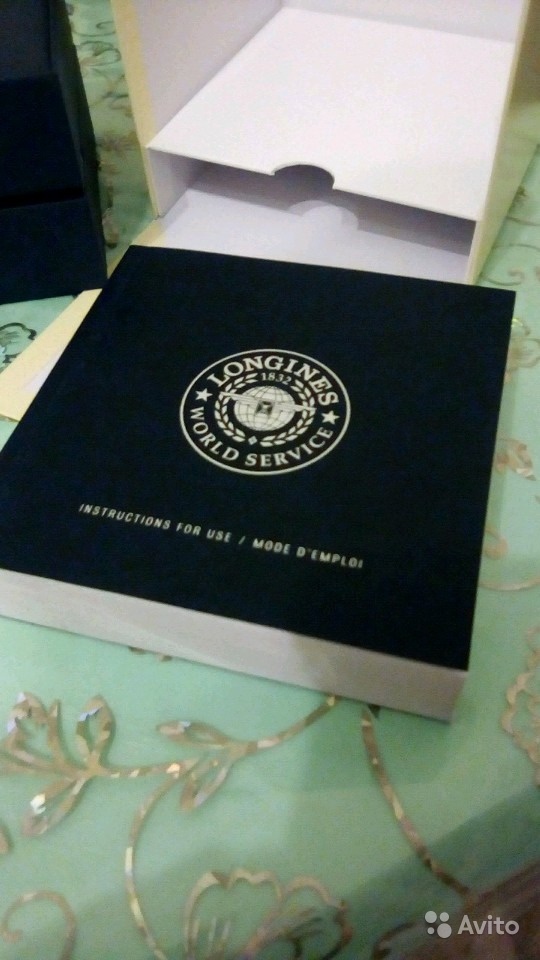 LONGINES
1832
WORLD SERVICE
INSTRUCTIONS FOR USE / MODE D'EMPLOI
Avito